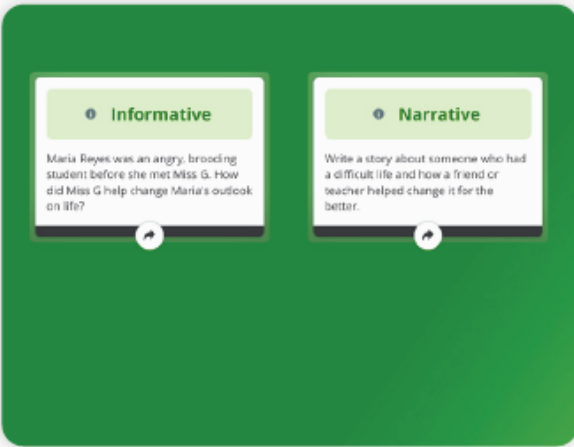 Informative
Maria Reyes was an angry, brooding
student before she met Miss G. How
did Miss G help change Maria's outlook
on life?
Narrative
Write a story about someone who had
a difficult life and how a friend or
teacher helped change it for the
better.